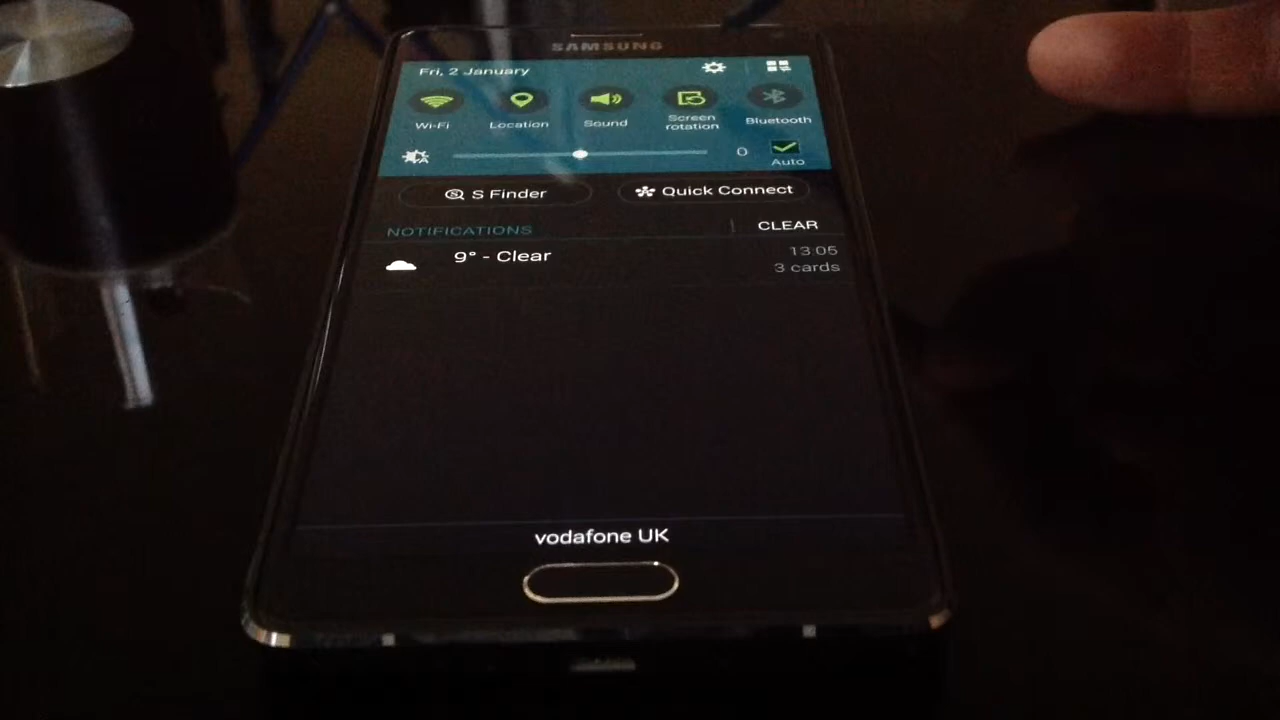 SAMSUNG
Fri, 2 January
Wi-Fi
Location
Sound
Screen
rotation
Bluetooth
A
0
Auto
S Finder
Quick Connect
NOTIFICATIONS
CLEAR
9° - Clear
13:05
3 cards
vodafone UK